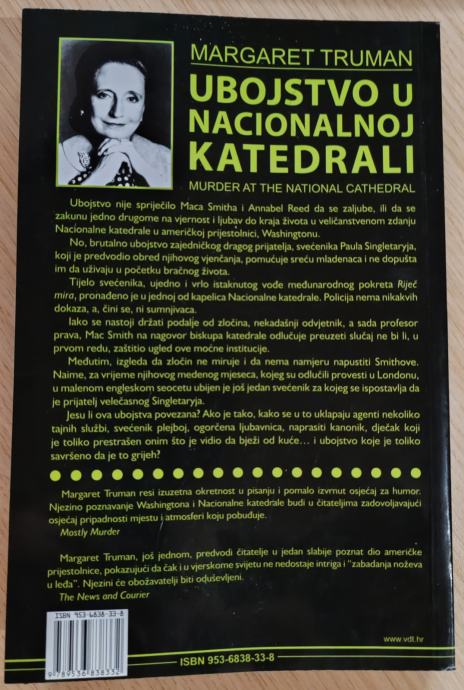 MARGARET TRUMAN
UBOJSTVO U
NACIONALNOJ
KATEDRALI
MURDER AT THE NATIONAL CATHEDRAL
Ubojstvo nije spriječilo Maca Smitha i Annabel Reed da se zaljube, ili da se
zakunu jedno drugome na vjernost i ljubav do kraja života u veličanstvenom zdanju
Nacionalne katedrale u američkoj prijestolnici, Washingtonu.
No, brutalno ubojstvo zajedničkog dragog prijatelja, svećenika Paula Singletaryja,
koji je predvodio obred njihovog vjenčanja, pomućuje sreću mladenaca i ne dopušta
im da uživaju u početku bračnog života.
Tijelo svećenika, ujedno i vrlo istaknutog vođe međunarodnog pokreta Riječ
mira, pronađeno je u jednoj od kapelica Nacionalne katedrale. Policija nema nikakvih
dokaza, a, čini se, ni sumnjivaca.
Iako se nastoji držati podalje od zločina, nekadašnji odvjetnik, a sada profesor
prava, Mac Smith na nagovor biskupa katedrale odlučuje preuzeti slučaj ne bi li, u
prvom redu, zaštitio ugled ove moćne institucije.
Međutim, izgleda da zločin ne miruje i da nema namjeru napustiti Smithove.
Naime, za vrijeme njihovog medenog mjeseca, kojeg su odlučili provesti u Londonu,
u malenom engleskom seocetu ubijen je još jedan svećenik za kojeg se ispostavlja da
je prijatelj velečasnog Singletaryja.
Jesu li ova ubojstva povezana? Ako je tako, kako se u to uklapaju agenti nekoliko
tajnih službi, svećenik plejboj, ogorčena ljubavnica, naprasiti kanonik, dječak koji
je toliko prestrašen onim što je vidio da bježi od kuće... i ubojstvo koje je toliko
savršeno da je to grijeh?
Margaret Truman resi izuzetna okretnost u pisanju i pomalo izvrnut osjećaj za humor.
Njezino poznavanje Washingtona i Nacionalne katedrale budi u čitateljima zadovoljavajući
osjećaj pripadnosti mjestu i atmosferi koju pobuđuje.
Mostly Murder
Margaret Truman, još jednom, predvodi čitatelje u jedan slabije poznat dio američke
prijestolnice, pokazujući da čak i u vjerskome svijetu ne nedostaje intriga i "zabadanja noževa
u leđa". Njezini će obožavatelji biti oduševljeni.
The News and Courier
ISBN 953-6838-33-8
9 789536 838332
www.vdt.hr
ISBN 953-6838-33-8